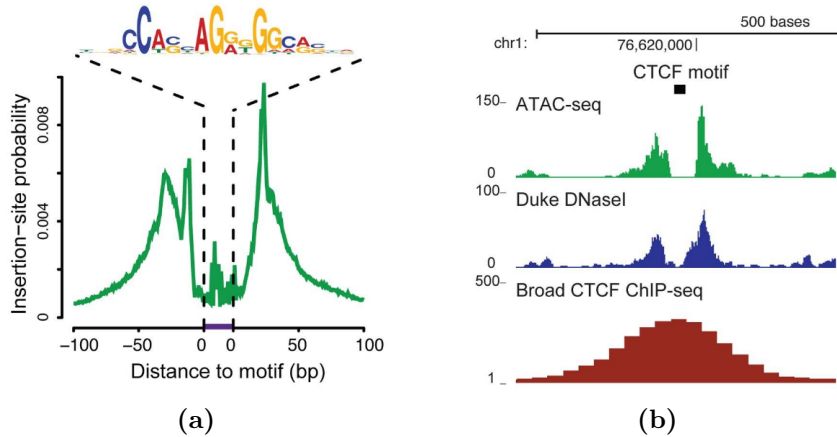 CCACAGGGGGCAC
0.008
0.004
0
Insertion−site probability
−100
−50
0
0
50
100
Distance to motif (bp)
(a)
500 bases
chr1:
76,620,000
CTCF motif
150
ATAC-seq
0
100
Duke DNaseI
0
500
Broad CTCF ChIP-seq
1
(b)